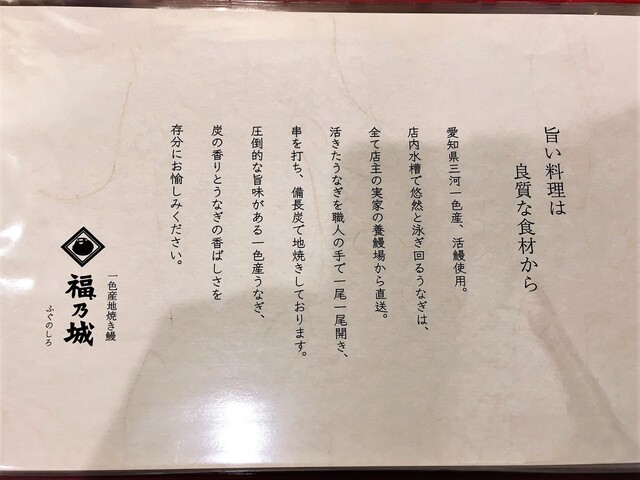 旨い料理は
良質な食材から
愛知県三河一色産、活鰻使用。
店内水槽で悠然と泳ぎ回るうなぎは、
全て店主の実家の養鰻場から直送。
活きたうなぎを職人の手で一尾一尾開き、
串を打ち、備長炭で地焼きしております。
圧倒的な旨味がある一色産うなぎ、
炭の香りとうなぎの香ばしさを
存分にお愉しみください。
一色産地焼き鰻
福乃城
ふぐのしろ